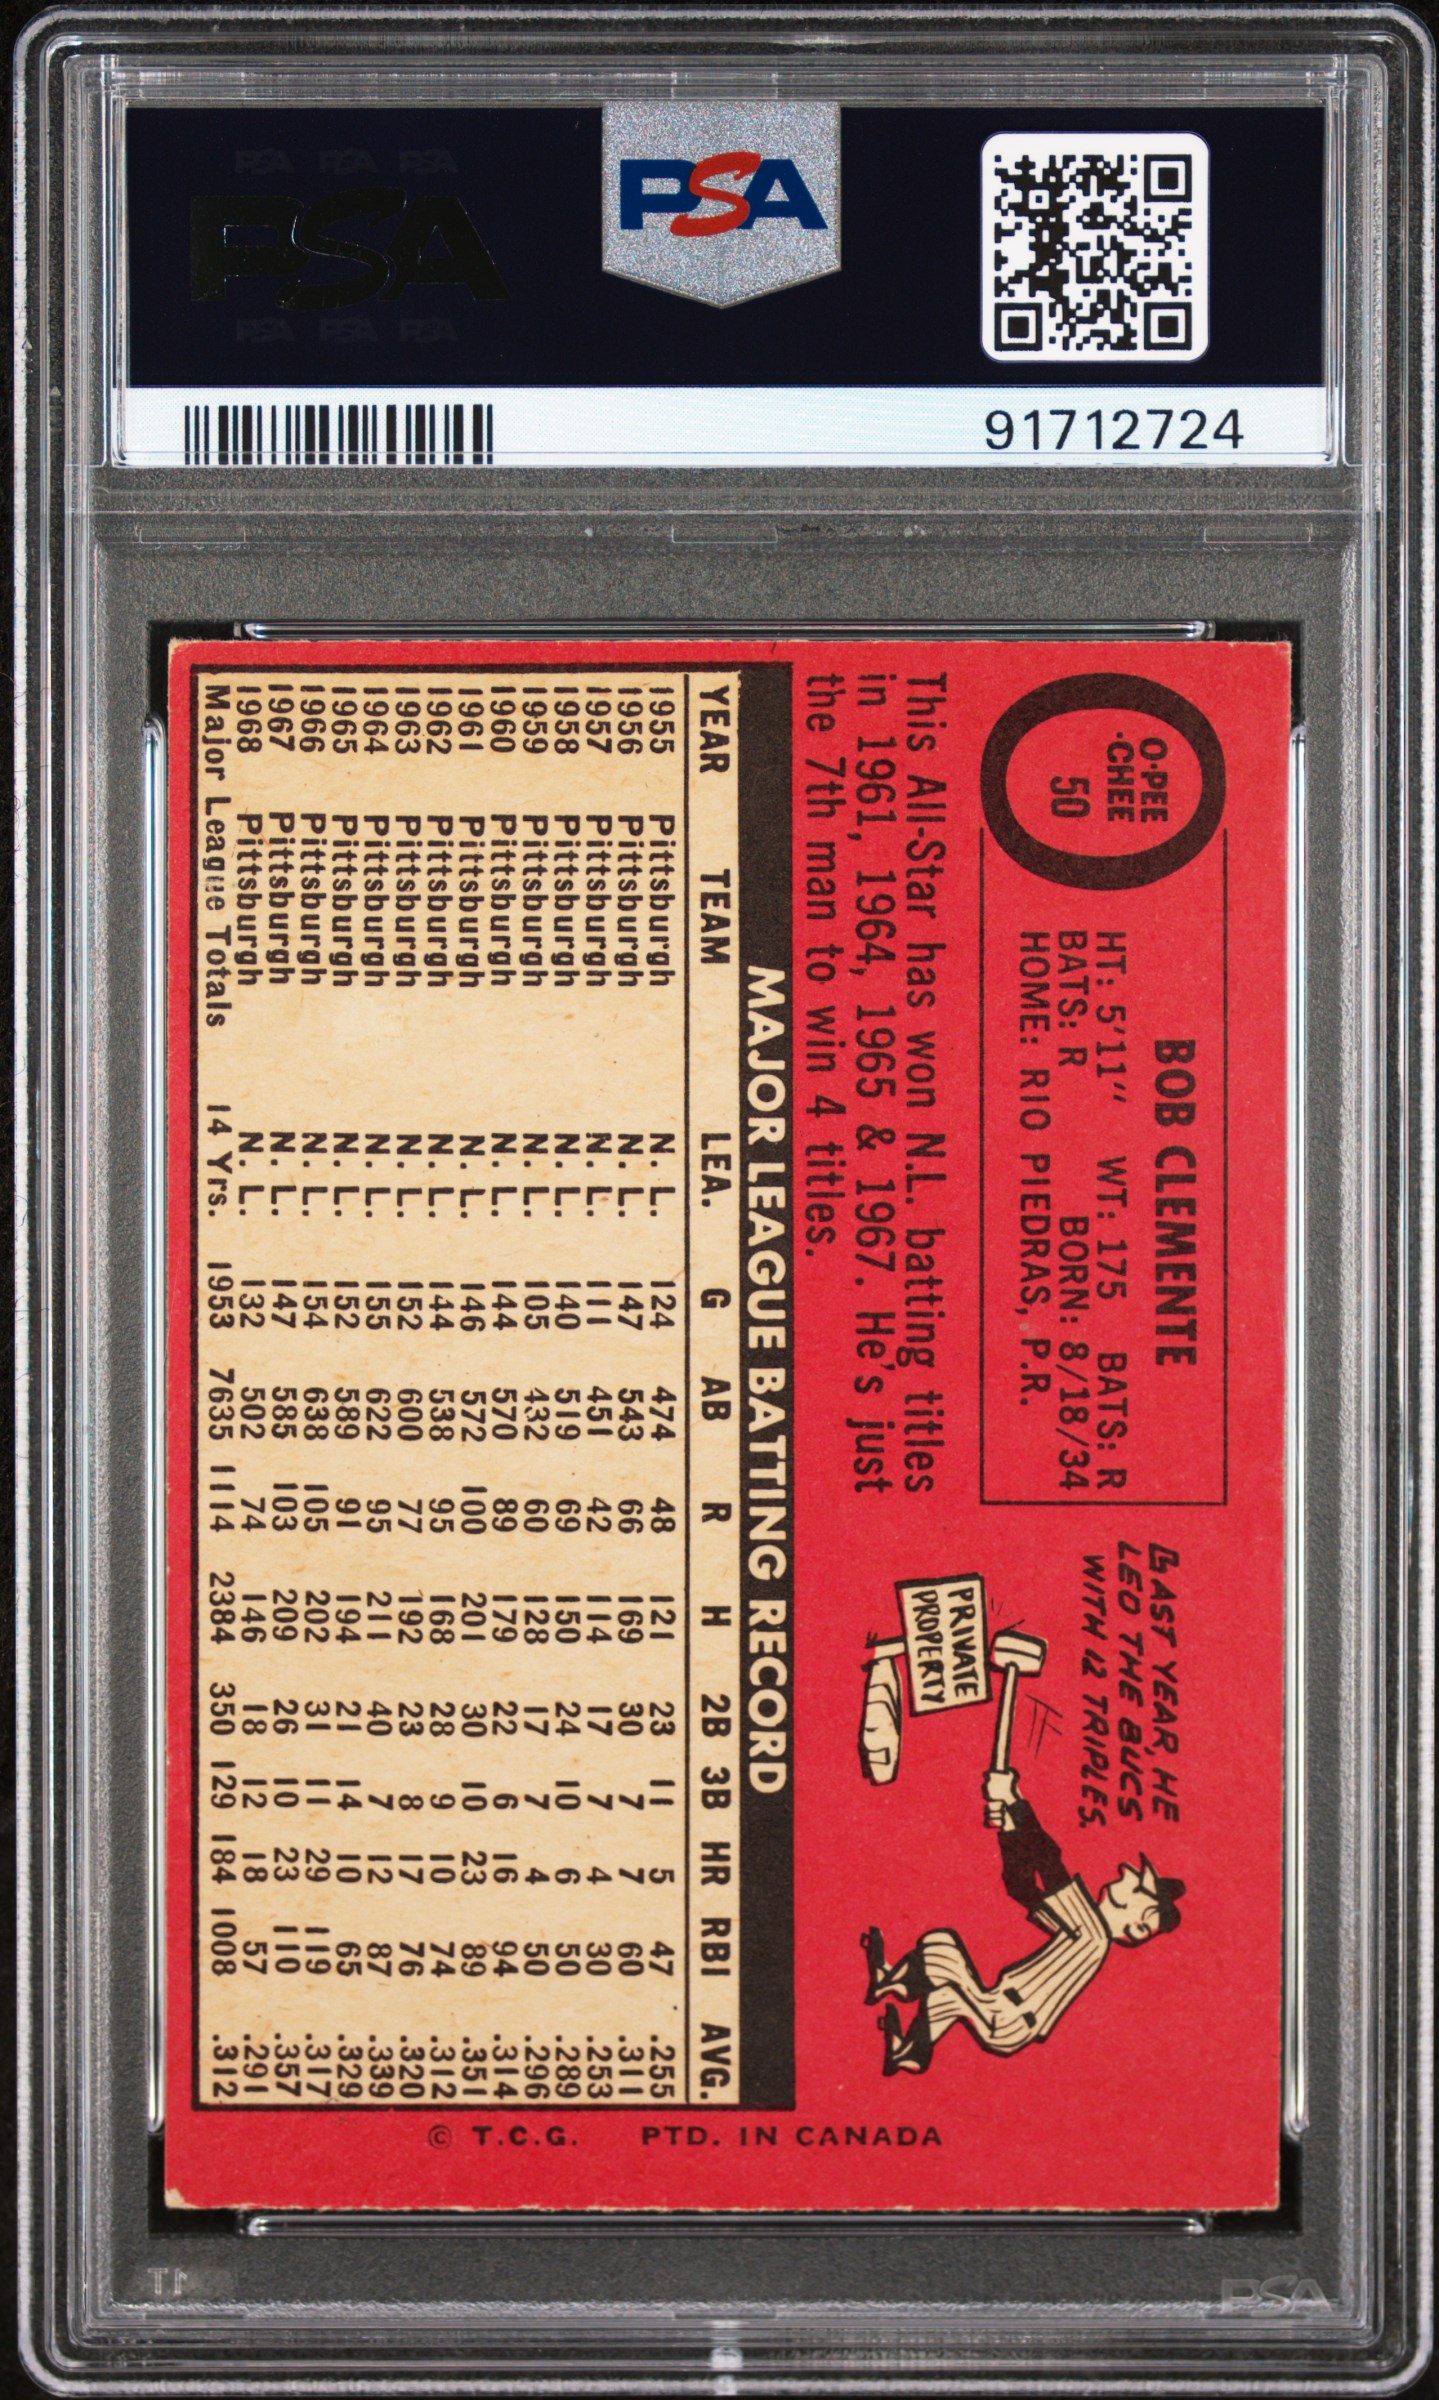 PSA PSA PSA
PSA
PSA PSA PSA
PSA
91712724
O-PEE
-CHEE
50
BOB CLEMENTE
HT: 5'11" WT: 175 BATS: R
BATS: R BORN: 8/18/34
HOME: RIO PIEDRAS, P.R.
This All-Star has won N.L. batting titles
in 1961, 1964, 1965 & 1967. He's just
the 7th man to win 4 titles.
LAST YEAR, HE
LED THE BUCS
WITH 12 TRIPLES.
PRIVATE
PROPERTY
MAJOR LEAGUE BATTING RECORD
YEAR TEAM LEA. G AB R H 2B 3B HR RBI AVG.
1955 Pittsburgh N. L. 124 474 48 121 23 11 5 47 .255
1956 Pittsburgh N. L. 147 543 66 169 30 7 7 60 .311
1957 Pittsburgh N. L. 111 451 42 114 17 7 4 30 .253
1958 Pittsburgh N. L. 140 519 69 150 24 10 6 50 .289
1959 Pittsburgh N. L. 105 432 60 128 17 7 4 50 .296
1960 Pittsburgh N. L. 144 570 89 179 22 6 16 94 .314
1961 Pittsburgh N. L. 146 572 100 201 30 10 23 89 .351
1962 Pittsburgh N. L. 144 538 95 168 28 9 10 74 .312
1963 Pittsburgh N. L. 152 600 77 192 23 8 17 76 .320
1964 Pittsburgh N. L. 155 622 95 211 40 7 12 87 .339
1965 Pittsburgh N. L. 152 589 91 194 21 14 10 65 .329
1966 Pittsburgh N. L. 154 638 105 202 31 11 29 119 .317
1967 Pittsburgh N. L. 147 585 103 209 26 10 23 110 .357
1968 Pittsburgh N. L. 132 502 74 146 18 12 18 57 .291
Major League Totals 14 Yrs. 1953 7635 1114 2384 350 129 184 1008 .312
© T.C.G. PTD. IN CANADA
PSA